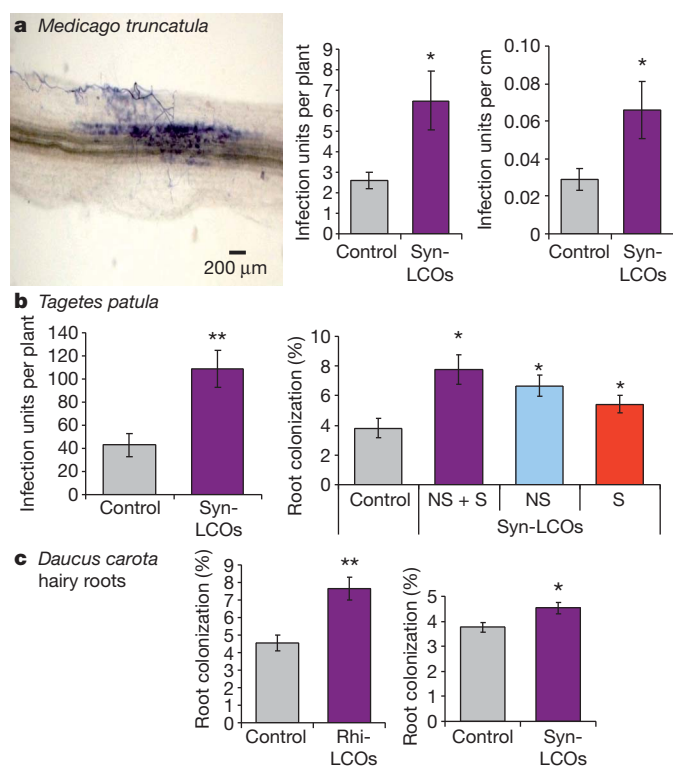 a Medicago truncatula
200 µm
Infection units per plant
9
8
7
6
5
4
3
2
1
0
*
Control
Syn-
LCOs
Infection units per cm
0.10
0.08
0.06
0.04
0.02
0
*
Control
Syn-
LCOs
b Tagetes patula
Infection units per plant
140
120
100
80
60
40
20
0
**
Control
Syn-
LCOs
Root colonization (%)
10
8
6
4
2
0
*
*
*
Control
NS + S
NS
S
Syn-LCOs
c Daucus carota
hairy roots
Root colonization (%)
9
8
7
6
5
4
3
2
1
0
**
Control
Rhi-
LCOs
Root colonization (%)
5
4
3
2
1
0
*
Control
Syn-
LCOs